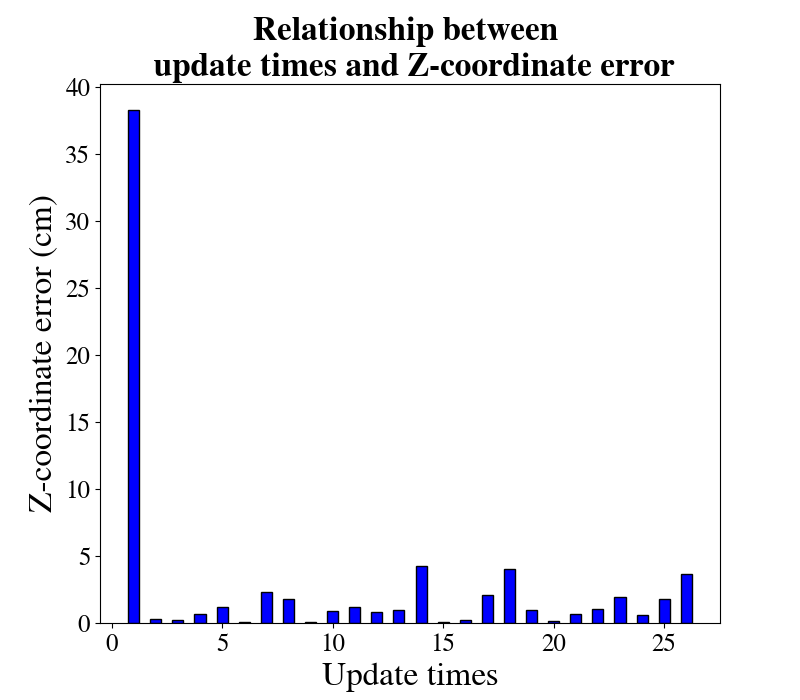 Relationship between
update times and Z-coordinate error
40
35
30
25
20
15
10
5
0
Z-coordinate error (cm)
0 5 10 15 20 25
Update times